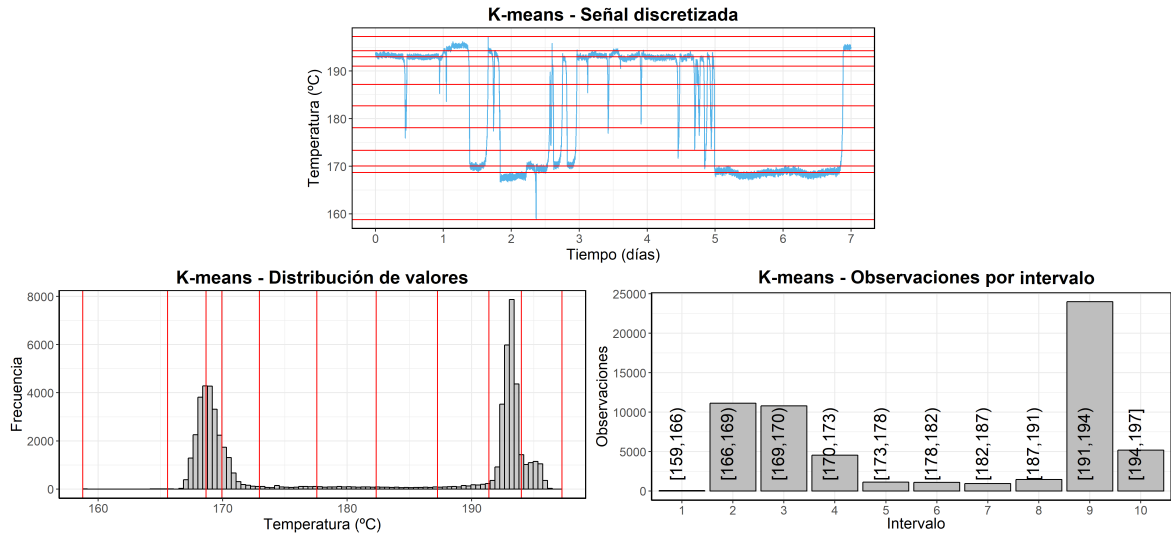 K-means - Señal discretizada
Temperatura (ºC)
190
180
170
160
0 1 2 3 4 5 6 7
Tiempo (días)
K-means - Distribución de valores
Frecuencia
8000
6000
4000
2000
0
160 170 180 190
Temperatura (ºC)
K-means - Observaciones por intervalo
Observaciones
25000
20000
15000
10000
5000
0
[159,166) [166,169) [169,170) [170,173) [173,178) [178,182) [182,187) [187,191) [191,194) [194,197]
1 2 3 4 5 6 7 8 9 10
Intervalo